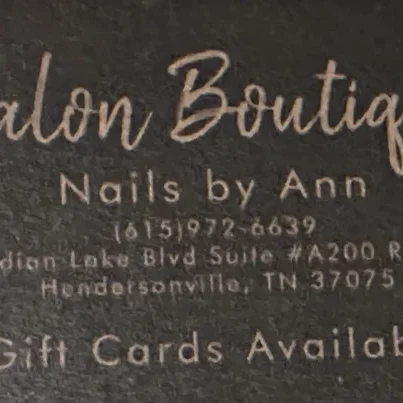 alon Boutiq
Nails by Ann
(615)972-6639
dian Lake Blvd Suite #A200 R
Hendersonville, TN 37075
Gift Cards Availab